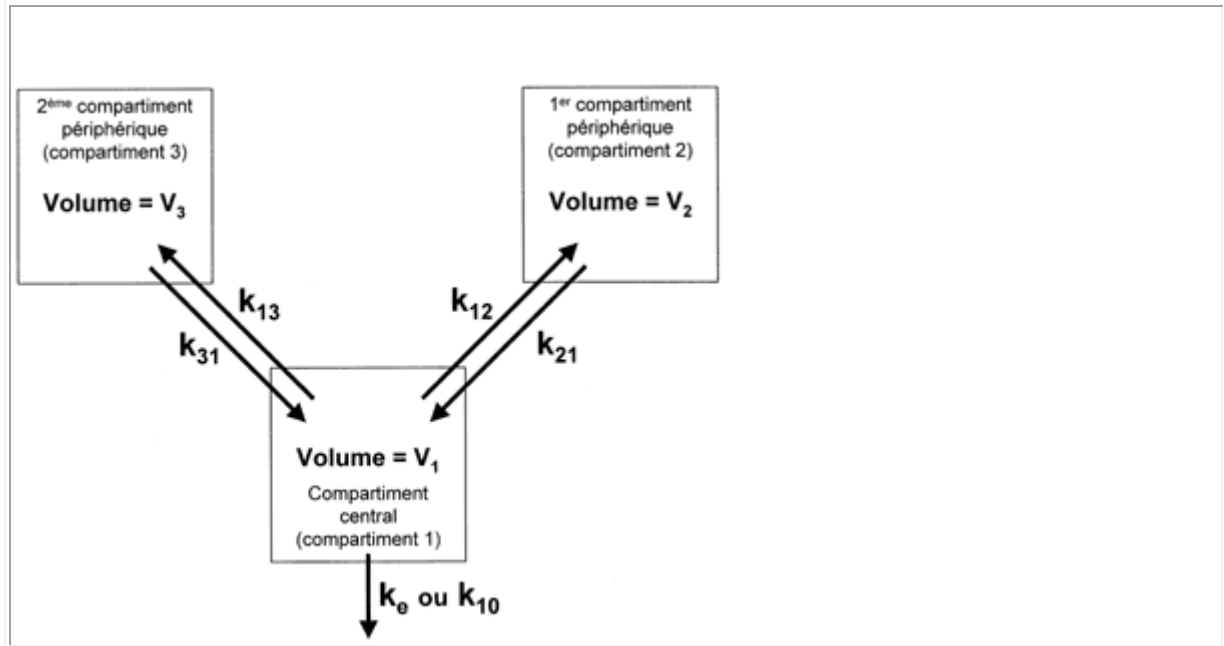 2ème compartiment
périphérique
(compartiment 3)
Volume = V3
1er compartiment
périphérique
(compartiment 2)
Volume = V2
k13
k31
k12
k21
Volume = V1
Compartiment
central
(compartiment 1)
ke ou k10